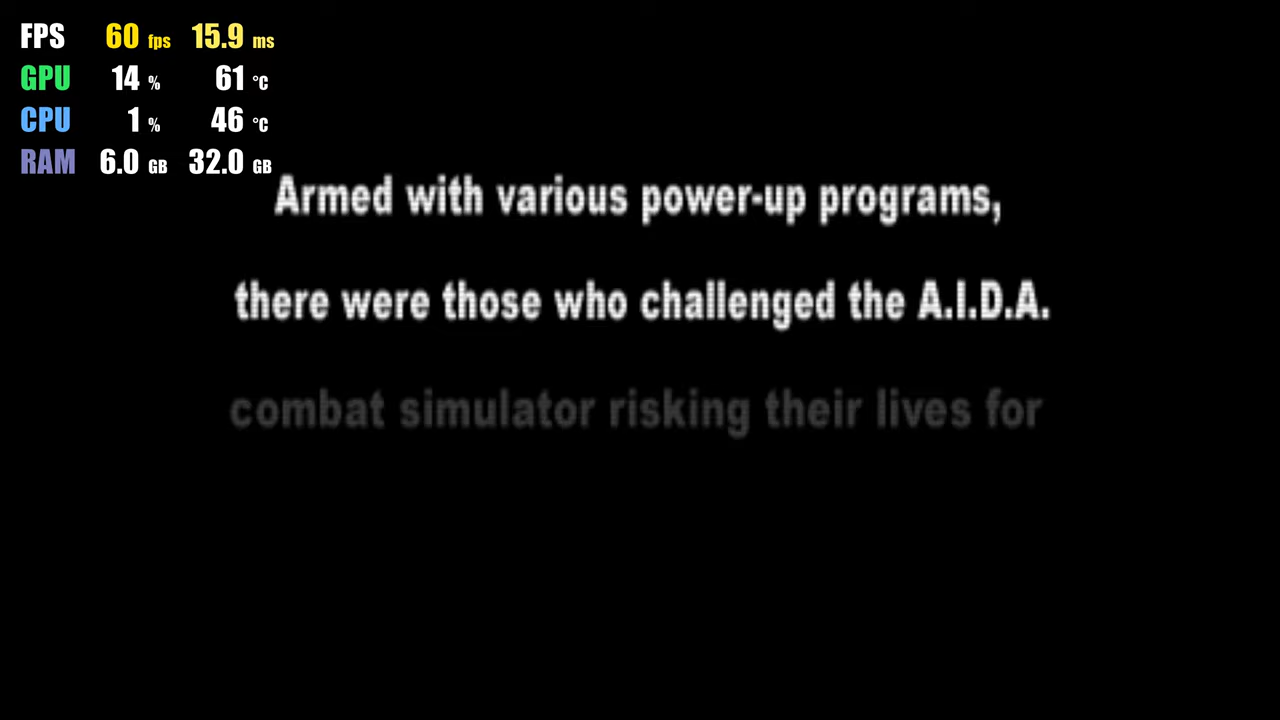 FPS 60 fps 15.9 ms
GPU 14 % 61 °C
CPU 1 % 46 °C
RAM 6.0 GB 32.0 GB
Armed with various power-up programs,
there were those who challenged the A.I.D.A.
combat simulator risking their lives for